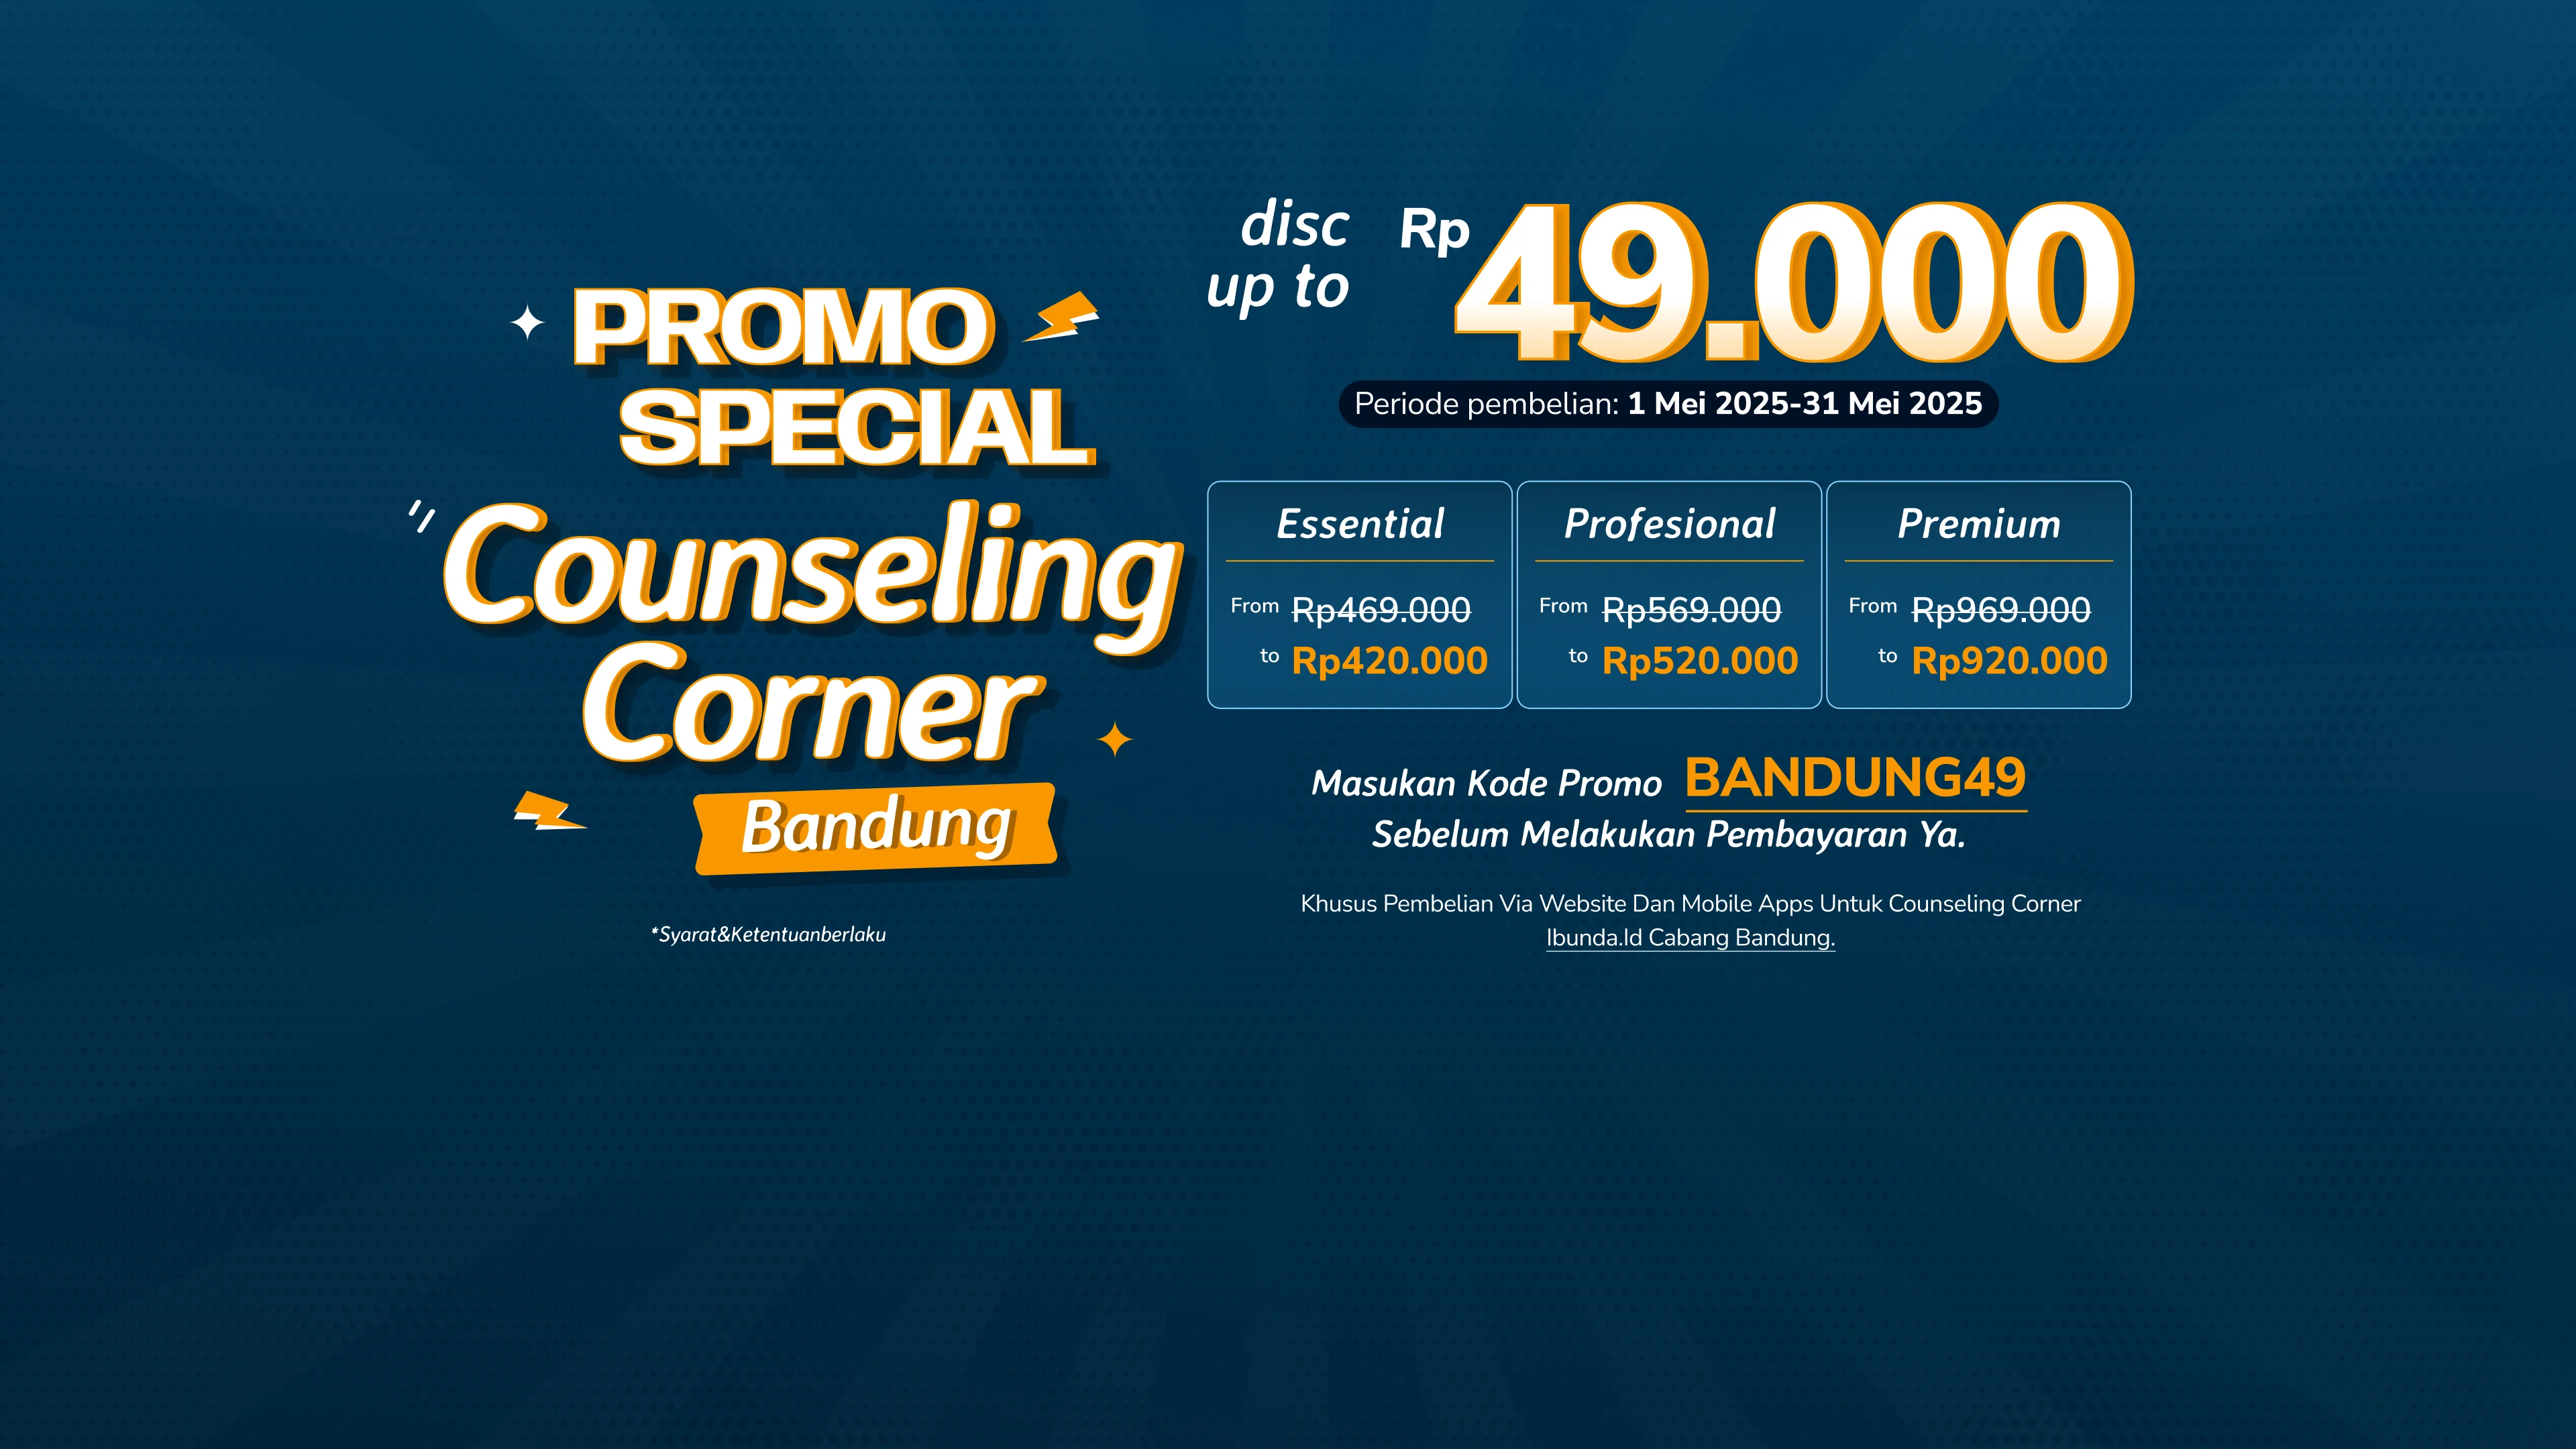 PROMO
SPECIAL
Counseling
Corner
Bandung
*Syarat&Ketentuanberlaku
disc
up to
Rp 49.000
Periode pembelian: 1 Mei 2025-31 Mei 2025
Essential
From Rp469.000
to Rp420.000
Profesional
From Rp569.000
to Rp520.000
Premium
From Rp969.000
to Rp920.000
Masukan Kode Promo BANDUNG49
Sebelum Melakukan Pembayaran Ya.
Khusus Pembelian Via Website Dan Mobile Apps Untuk Counseling Corner
Ibunda.Id Cabang Bandung.